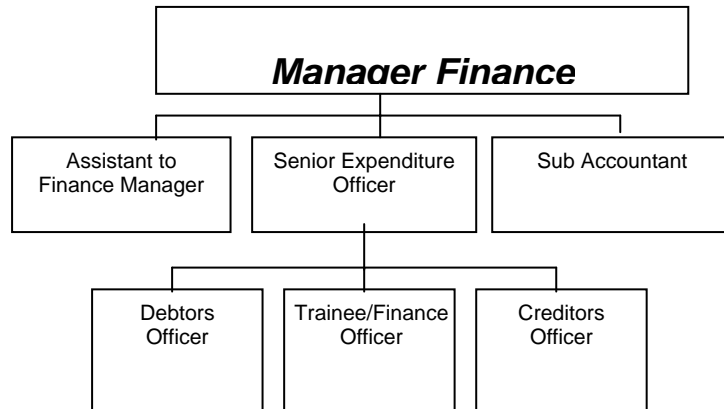 Manager Finance
Assistant to
Finance Manager
Senior Expenditure
Officer
Sub Accountant
Debtors
Officer
Trainee/Finance
Officer
Creditors
Officer